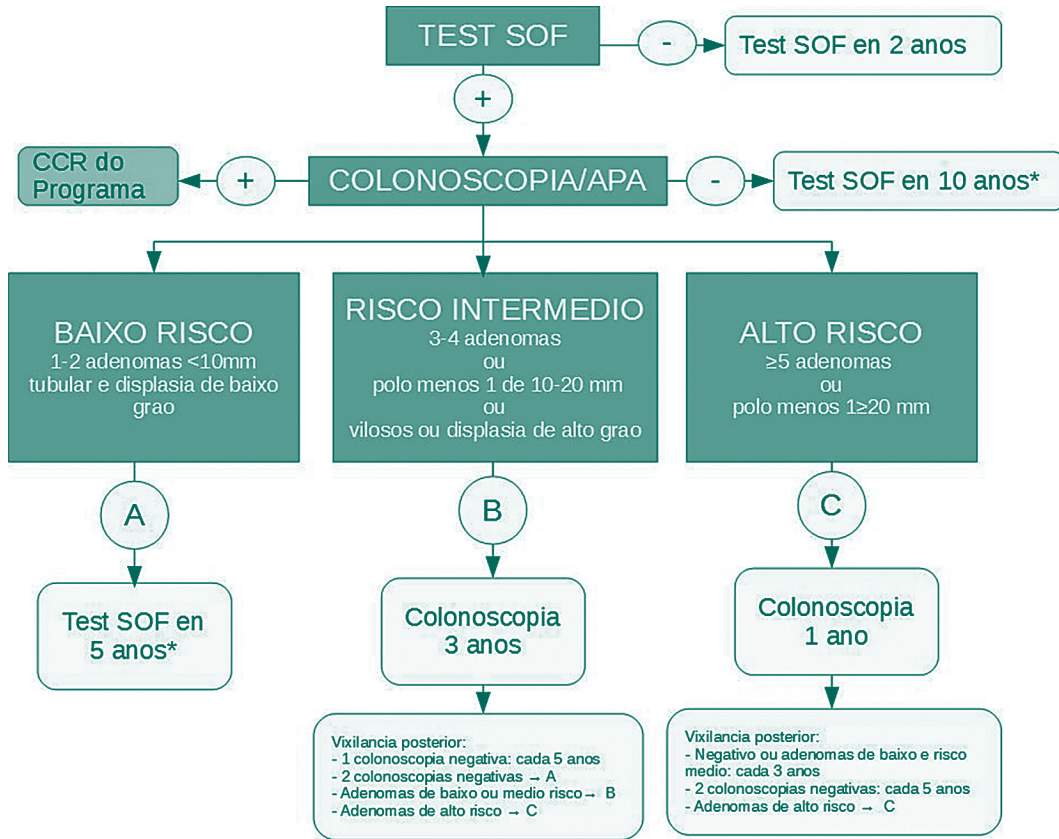 TEST SOF
-
Test SOF en 2 anos
+
CCR do
Programa
+
COLONOSCOPIA/APA
-
Test SOF en 10 anos*
BAIXO RISCO
1-2 adenomas <10mm
tubular e displasia de baixo
grao
RISCO INTERMEDIO
3-4 adenomas
ou
polo menos 1 de 10-20 mm
ou
vilosos ou displasia de alto grao
ALTO RISCO
≥5 adenomas
ou
polo menos 1≥20 mm
A
B
C
Test SOF en
5 anos*
Colonoscopia
3 anos
Colonoscopia
1 ano
Vixilancia posterior:
- 1 colonoscopia negativa: cada 5 anos
- 2 colonoscopias negativas → A
- Adenomas de baixo ou medio risco→ B
- Adenomas de alto risco → C
Vixilancia posterior:
- Negativo ou adenomas de baixo e risco
medio: cada 3 anos
- 2 colonoscopias negativas: cada 5 anos
- Adenomas de alto risco → C